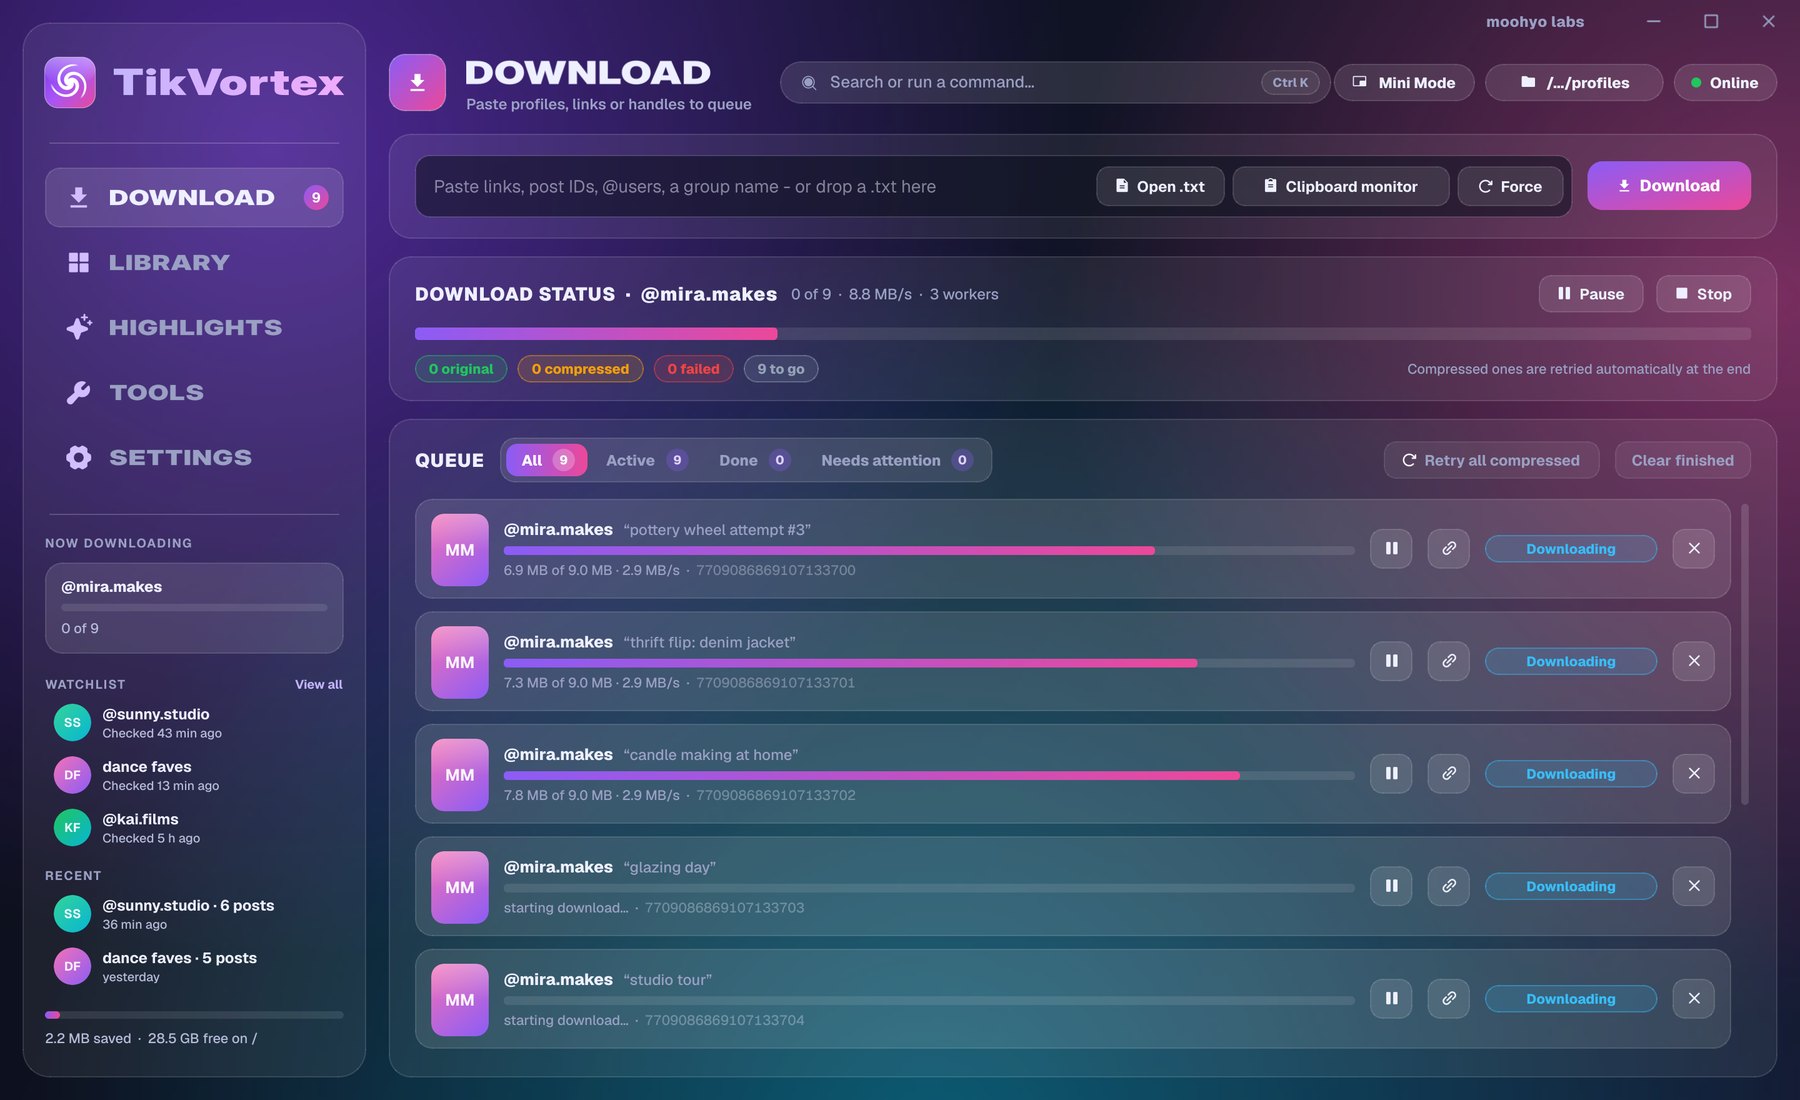 moohyo labs
TikVortex
DOWNLOAD 9
LIBRARY
HIGHLIGHTS
TOOLS
SETTINGS
NOW DOWNLOADING
@mira.makes
0 of 9
WATCHLIST View all
SS @sunny.studio
Checked 43 min ago
DF dance faves
Checked 13 min ago
KF @kai.films
Checked 5 h ago
RECENT
SS @sunny.studio · 6 posts
36 min ago
DF dance faves · 5 posts
yesterday
2.2 MB saved · 28.5 GB free on /
DOWNLOAD
Paste profiles, links or handles to queue
Search or run a command... Ctrl K
Mini Mode
/.../profiles
Online
Paste links, post IDs, @users, a group name - or drop a .txt here
Open .txt
Clipboard monitor
Force
Download
DOWNLOAD STATUS · @mira.makes 0 of 9 · 8.8 MB/s · 3 workers
Pause
Stop
0 original
0 compressed
0 failed
9 to go
Compressed ones are retried automatically at the end
QUEUE
All 9
Active 9
Done 0
Needs attention 0
Retry all compressed
Clear finished
MM
@mira.makes “pottery wheel attempt #3”
6.9 MB of 9.0 MB · 2.9 MB/s · 7709086869107133700
Downloading
MM
@mira.makes “thrift flip: denim jacket”
7.3 MB of 9.0 MB · 2.9 MB/s · 7709086869107133701
Downloading
MM
@mira.makes “candle making at home”
7.8 MB of 9.0 MB · 2.9 MB/s · 7709086869107133702
Downloading
MM
@mira.makes “glazing day”
starting download... · 7709086869107133703
Downloading
MM
@mira.makes “studio tour”
starting download... · 7709086869107133704
Downloading